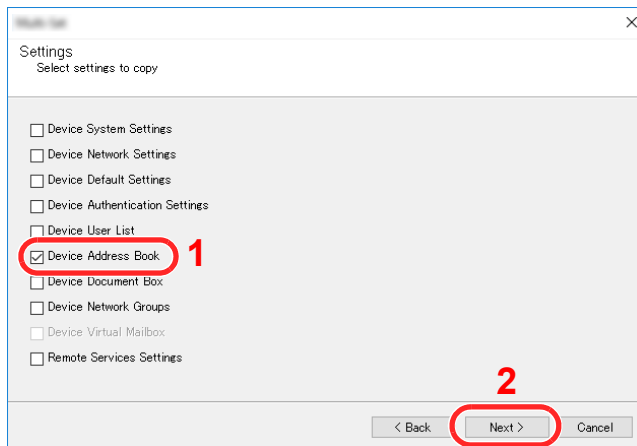 Settings
Select settings to copy
Device System Settings
Device Network Settings
Device Default Settings
Device Authentication Settings
Device User List
Device Address Book 1
Device Document Box
Device Network Groups
Device Virtual Mailbox
Remote Services Settings
2
< Back Next > Cancel